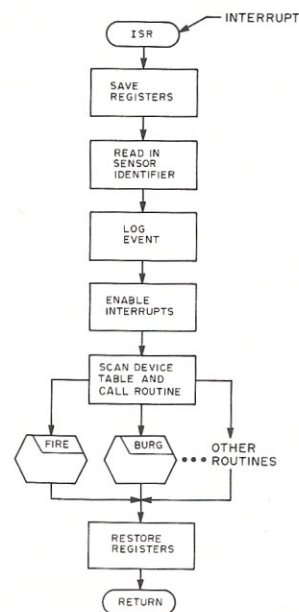 INTERRUPT
ISR
SAVE
REGISTERS
READ IN
SENSOR
IDENTIFIER
LOG
EVENT
ENABLE
INTERRUPTS
SCAN DEVICE
TABLE AND
CALL ROUTINE
FIRE
BURG
••• OTHER
ROUTINES
RESTORE
REGISTERS
RETURN